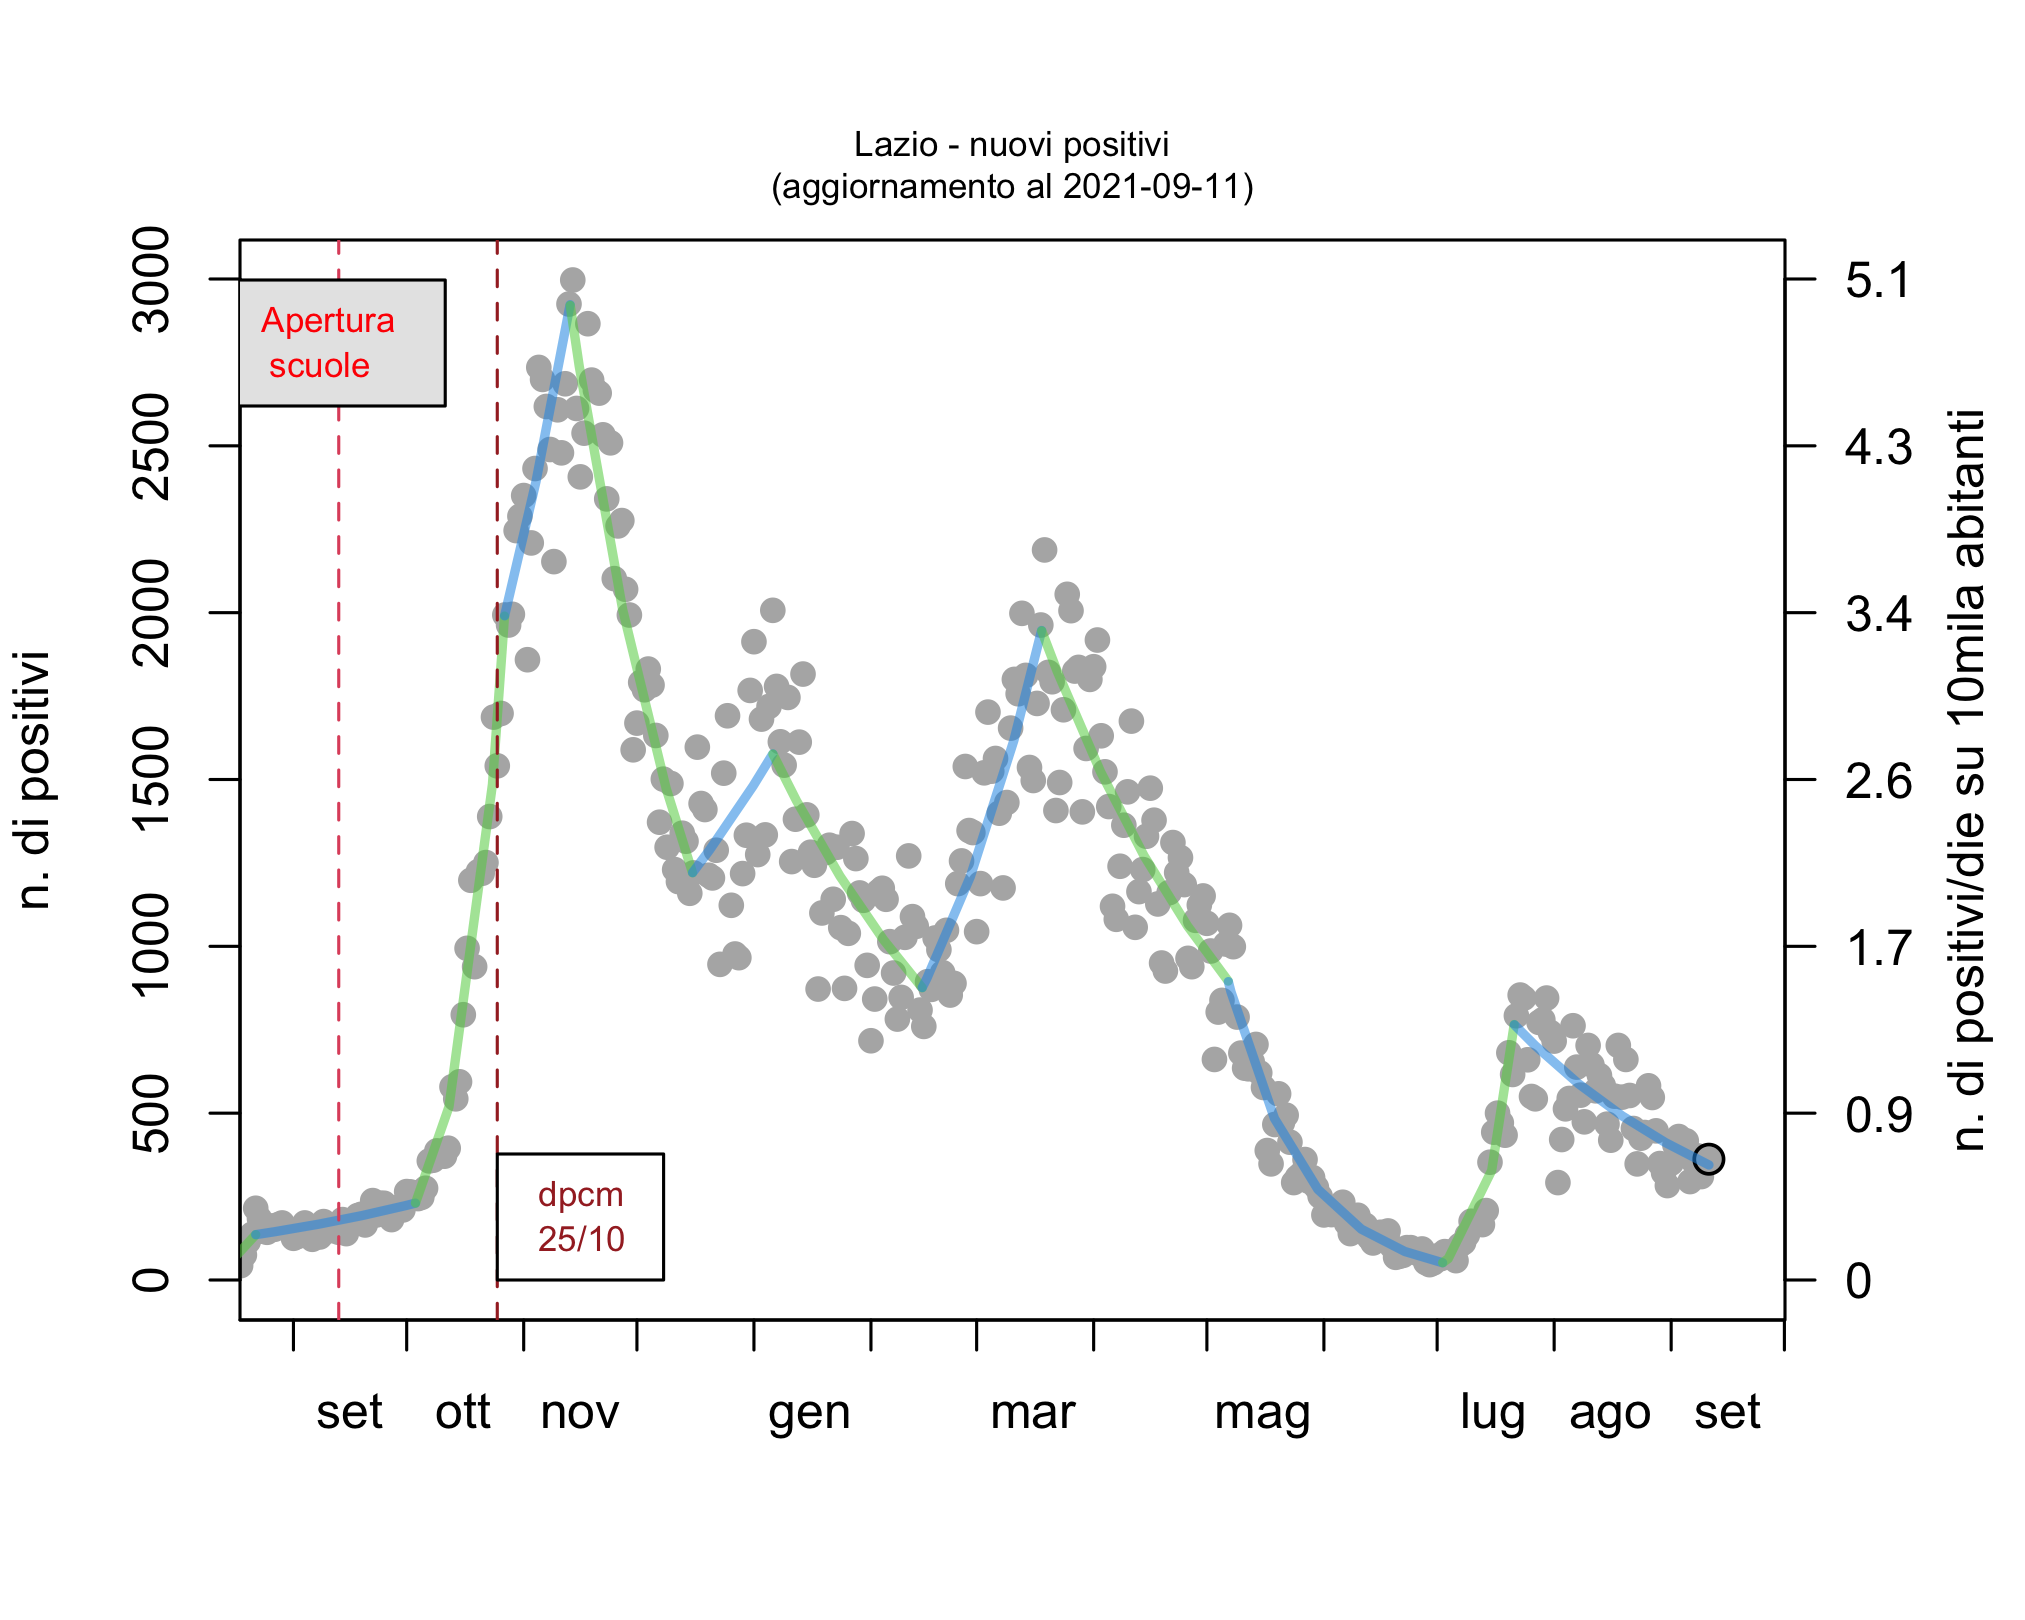 Lazio - nuovi positivi
(aggiornamento al 2021-09-11)
n. di positivi
3000
2500
2000
1500
1000
500
0
Apertura
scuole
dpcm
25/10
5.1
4.3
3.4
2.6
1.7
0.9
0
n. di positivi/die su 10mila abitanti
set ott nov gen mar mag lug ago set